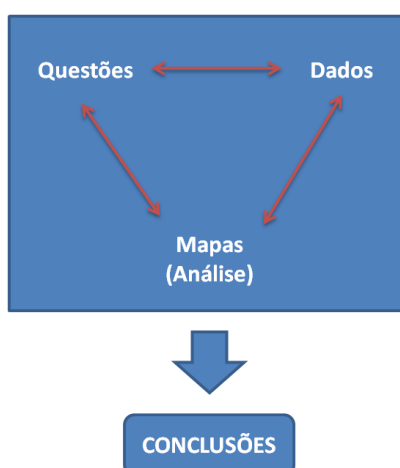 Questões
Dados
Mapas
(Análise)
CONCLUSÕES